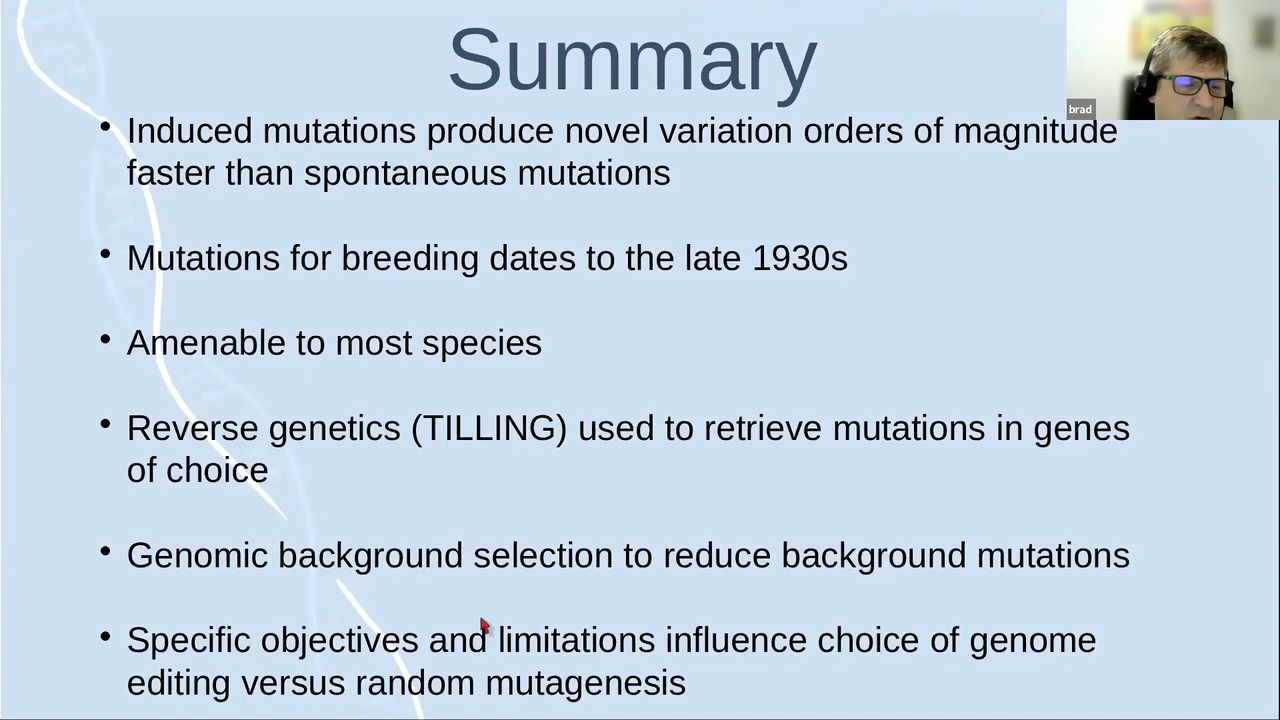 Summary
brad
• Induced mutations produce novel variation orders of magnitude
faster than spontaneous mutations
• Mutations for breeding dates to the late 1930s
• Amenable to most species
• Reverse genetics (TILLING) used to retrieve mutations in genes
of choice
• Genomic background selection to reduce background mutations
• Specific objectives and limitations influence choice of genome
editing versus random mutagenesis